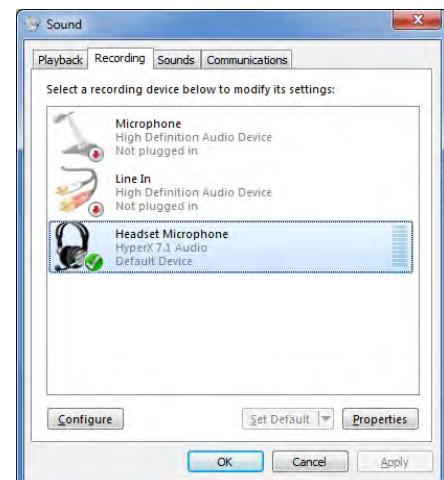 Sound
Playback Recording Sounds Communications
Select a recording device below to modify its settings:
Microphone
High Definition Audio Device
Not plugged in
Line In
High Definition Audio Device
Not plugged in
Headset Microphone
HyperX 7.1 Audio
Default Device
Configure Set Default Properties
OK Cancel Apply